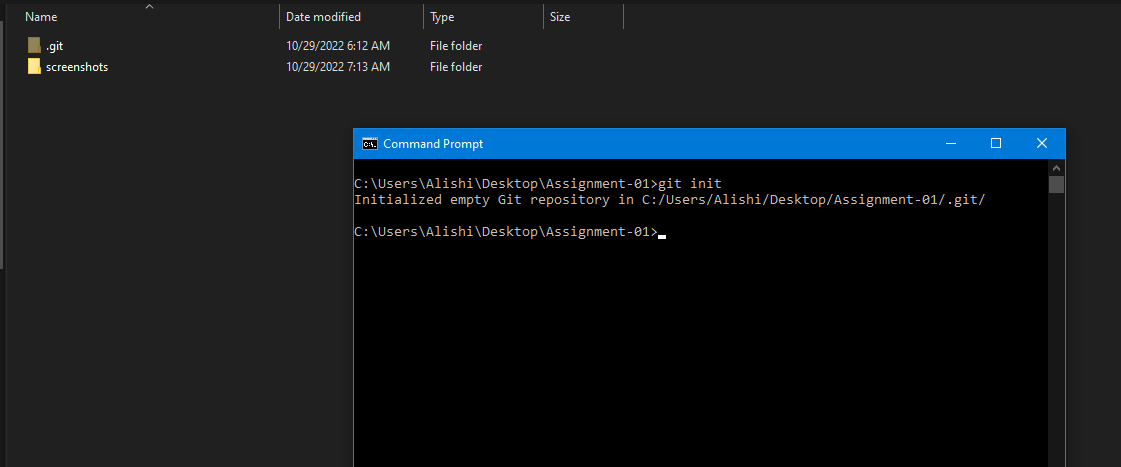 Name Date modified Type Size
.git 10/29/2022 6:12 AM File folder
screenshots 10/29/2022 7:13 AM File folder
C:\. Command Prompt
C:\Users\Alishi\Desktop\Assignment-01>git init
Initialized empty Git repository in C:/Users/Alishi/Desktop/Assignment-01/.git/
C:\Users\Alishi\Desktop\Assignment-01>